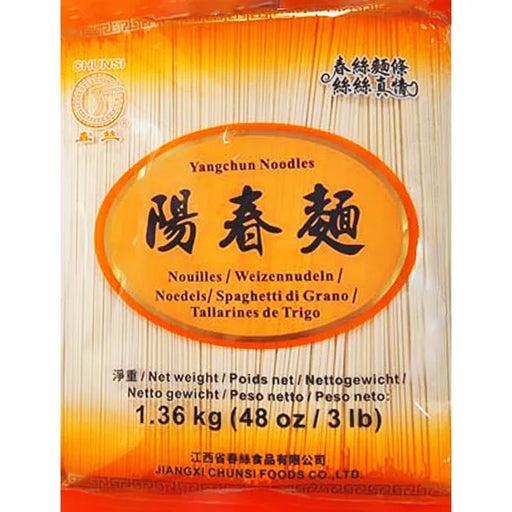 CHUNSI
春絲
春絲麵條
絲絲真情
Yangchun Noodles
陽春麵
Nouilles / Weizennudeln /
Noedels/ Spaghetti di Grano /
Tallarines de Trigo
淨重 / Net weight / Poids net / Nettogewicht /
Netto gewicht / Peso netto / Peso neto:
1.36 kg (48 oz / 3 lb)
江西省春絲食品有限公司
JIANGXI CHUNSI FOODS CO.,LTD.